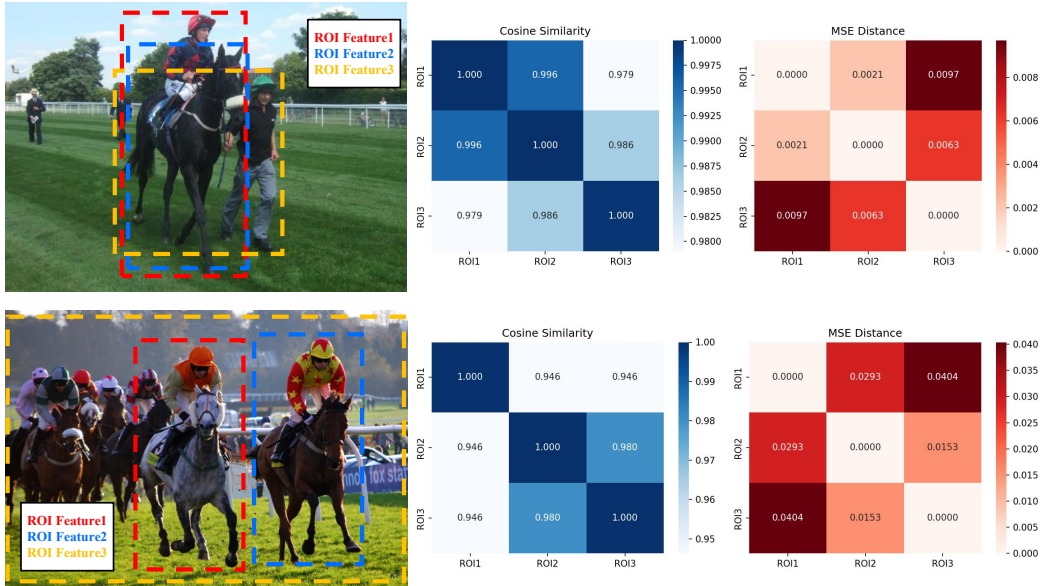 ROI Feature1
ROI Feature2
ROI Feature3
Cosine Similarity
ROI1
ROI2
ROI3
1.000 0.996 0.979
0.996 1.000 0.986
0.979 0.986 1.000
ROI1 ROI2 ROI3
1.0000
0.9975
0.9950
0.9925
0.9900
0.9875
0.9850
0.9825
0.9800
MSE Distance
ROI1
ROI2
ROI3
0.0000 0.0021 0.0097
0.0021 0.0000 0.0063
0.0097 0.0063 0.0000
ROI1 ROI2 ROI3
0.008
0.006
0.004
0.002
0.000
ROI Feature1
ROI Feature2
ROI Feature3
fox
Cosine Similarity
ROI1
ROI2
ROI3
1.000 0.946 0.946
0.946 1.000 0.980
0.946 0.980 1.000
ROI1 ROI2 ROI3
1.00
0.99
0.98
0.97
0.96
0.95
MSE Distance
ROI1
ROI2
ROI3
0.0000 0.0293 0.0404
0.0293 0.0000 0.0153
0.0404 0.0153 0.0000
ROI1 ROI2 ROI3
0.040
0.035
0.030
0.025
0.020
0.015
0.010
0.005
0.000